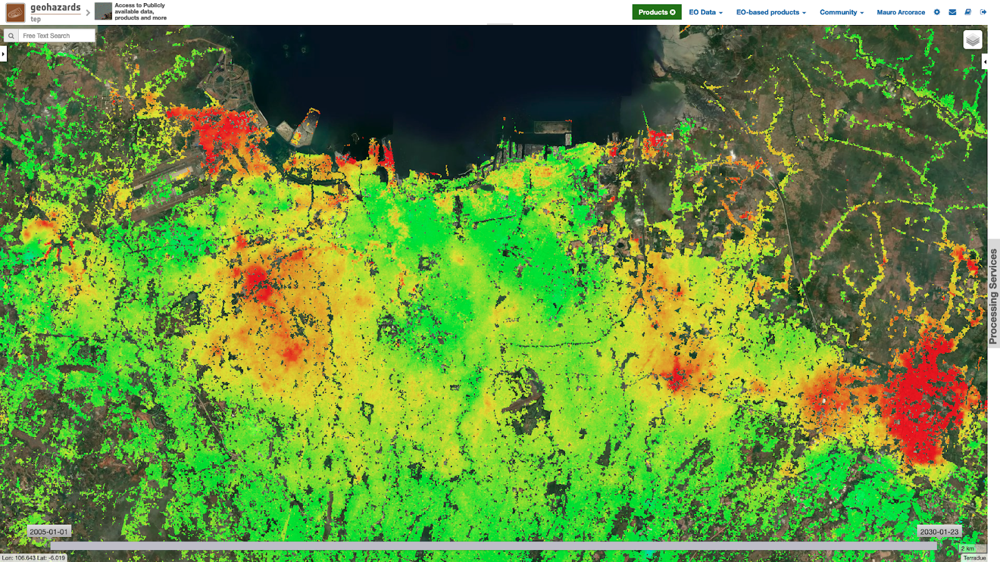 geohazards
tep
Access to Publicly
available data,
products and more
Products
EO Data
EO-based products
Community
Mauro Arcorace
Free Text Search
Processing Services
2005-01-01
2030-01-23
2 km
Lon: 106.643 Lat: -6.019
Terradue